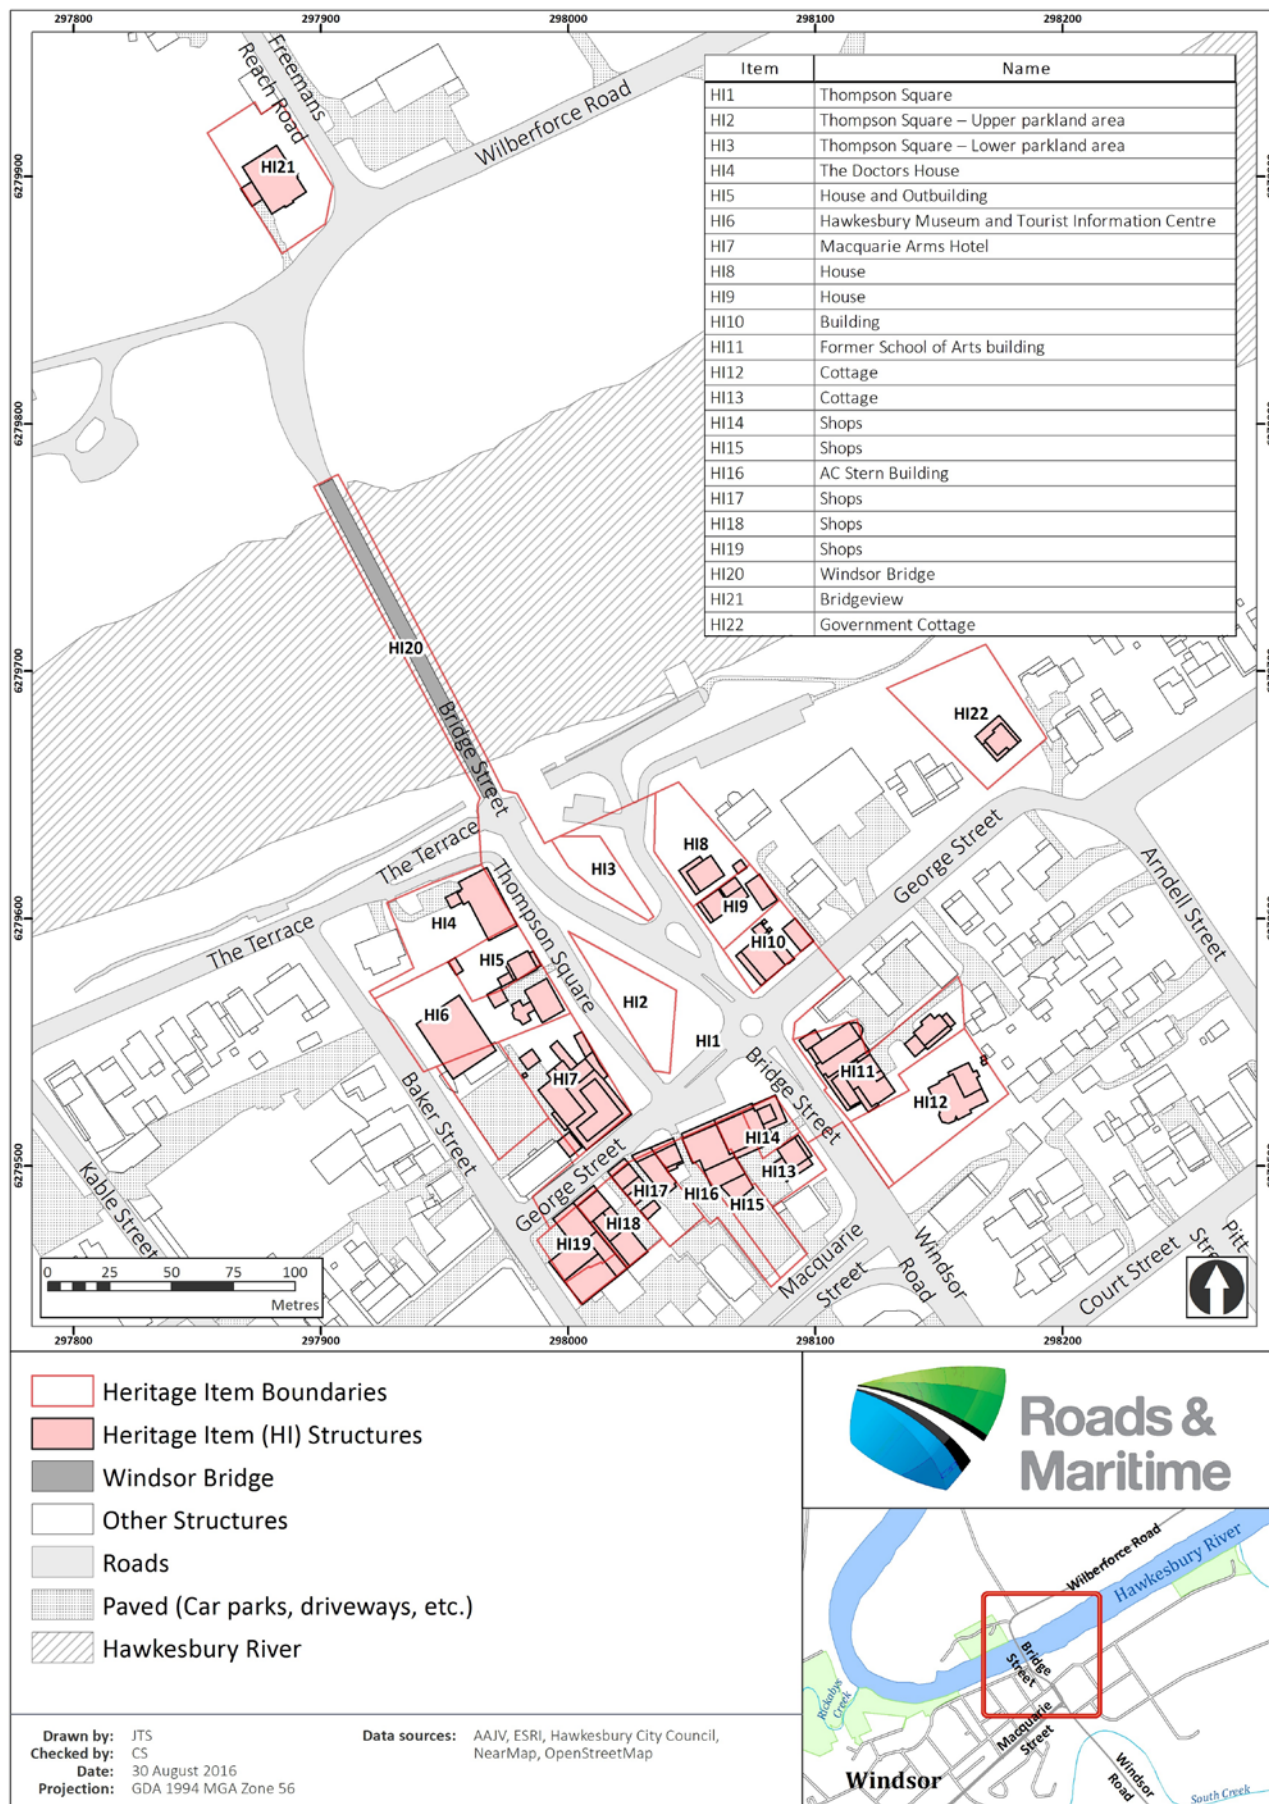 297800 297900 298000 298100 298200
Item Name
HI1 Thompson Square
HI2 Thompson Square – Upper parkland area
HI3 Thompson Square – Lower parkland area
HI4 The Doctors House
HI5 House and Outbuilding
HI6 Hawkesbury Museum and Tourist Information Centre
HI7 Macquarie Arms Hotel
HI8 House
HI9 House
HI10 Building
HI11 Former School of Arts building
HI12 Cottage
HI13 Cottage
HI14 Shops
HI15 Shops
HI16 AC Stern Building
HI17 Shops
HI18 Shops
HI19 Shops
HI20 Windsor Bridge
HI21 Bridgeview
HI22 Government Cottage
Freemans
Reach Road
Wilberforce Road
HI21
6279900
6279800
6279700
6279600
6279500
HI20
Bridge Street
HI22
The Terrace
The Terrace
Thompson Square
HI3
HI8
HI9
HI10
George Street
Arndell Street
HI4
HI5
HI6
HI2
HI1
HI7
Bridge Street
HI11
HI12
Baker Street
Kable Street
George Street
HI14
HI13
HI17
HI16
HI15
HI18
HI19
Macquarie
Street
Windsor
Road
Court Street
Pitt
0 25 50 75 100
Metres
297800 297900 298000 298100 298200
Heritage Item Boundaries
Heritage Item (HI) Structures
Windsor Bridge
Other Structures
Roads
Paved (Car parks, driveways, etc.)
Hawkesbury River
Roads &
Maritime
Wilberforce Road
Hawkesbury River
Bridge
Street
Rickabys
Creek
Macquarie
Street
Windsor
Windsor
Road
South Creek
Drawn by: JTS
Checked by: CS
Date: 30 August 2016
Projection: GDA 1994 MGA Zone 56
Data sources: AAJV, ESRI, Hawkesbury City Council,
NearMap, OpenStreetMap